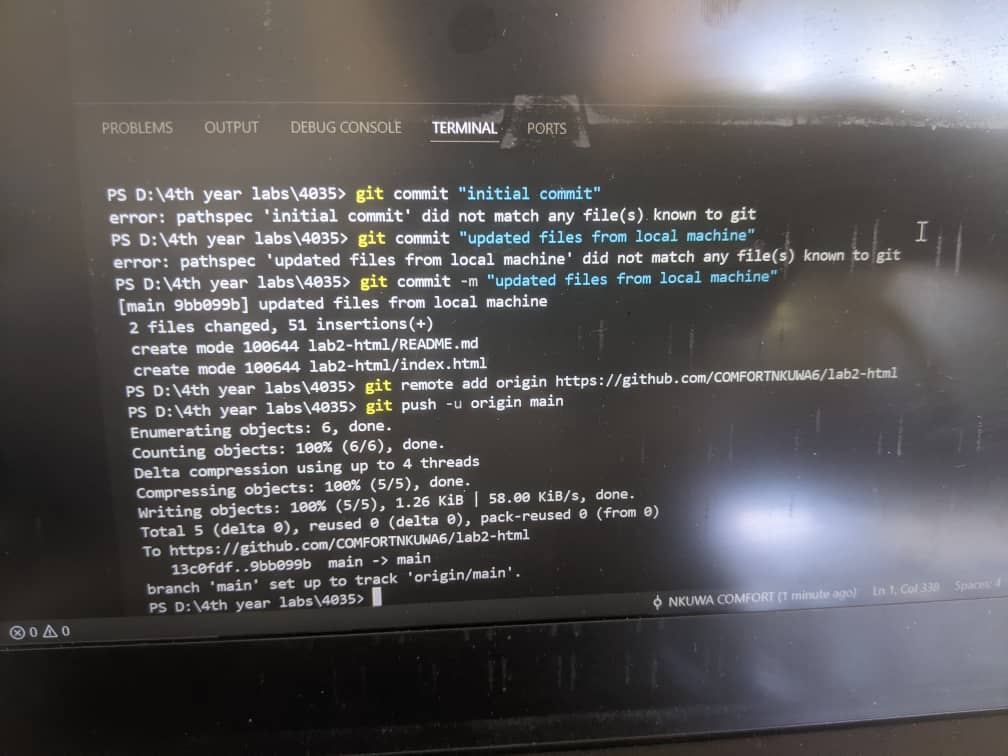 PROBLEMS OUTPUT DEBUG CONSOLE TERMINAL PORTS
PS D:\4th year labs\4035> git commit "initial commit"
error: pathspec 'initial commit' did not match any file(s) known to git
PS D:\4th year labs\4035> git commit "updated files from local machine"
error: pathspec 'updated files from local machine' did not match any file(s) known to git
PS D:\4th year labs\4035> git commit -m "updated files from local machine"
[main 9bb099b] updated files from local machine
2 files changed, 51 insertions(+)
create mode 100644 lab2-html/README.md
create mode 100644 lab2-html/index.html
PS D:\4th year labs\4035> git remote add origin https://github.com/COMFORTNKUWA6/lab2-html
PS D:\4th year labs\4035> git push -u origin main
Enumerating objects: 6, done.
Counting objects: 100% (6/6), done.
Delta compression using up to 4 threads
Compressing objects: 100% (5/5), done.
Writing objects: 100% (5/5), 1.26 KiB | 58.00 KiB/s, done.
Total 5 (delta 0), reused 0 (delta 0), pack-reused 0 (from 0)
To https://github.com/COMFORTNKUWA6/lab2-html
13c0fdf..9bb099b main -> main
branch 'main' set up to track 'origin/main'.
PS D:\4th year labs\4035>
0 0 NKUWA COMFORT (1 minute ago) Ln 1, Col 338 Spaces: 4